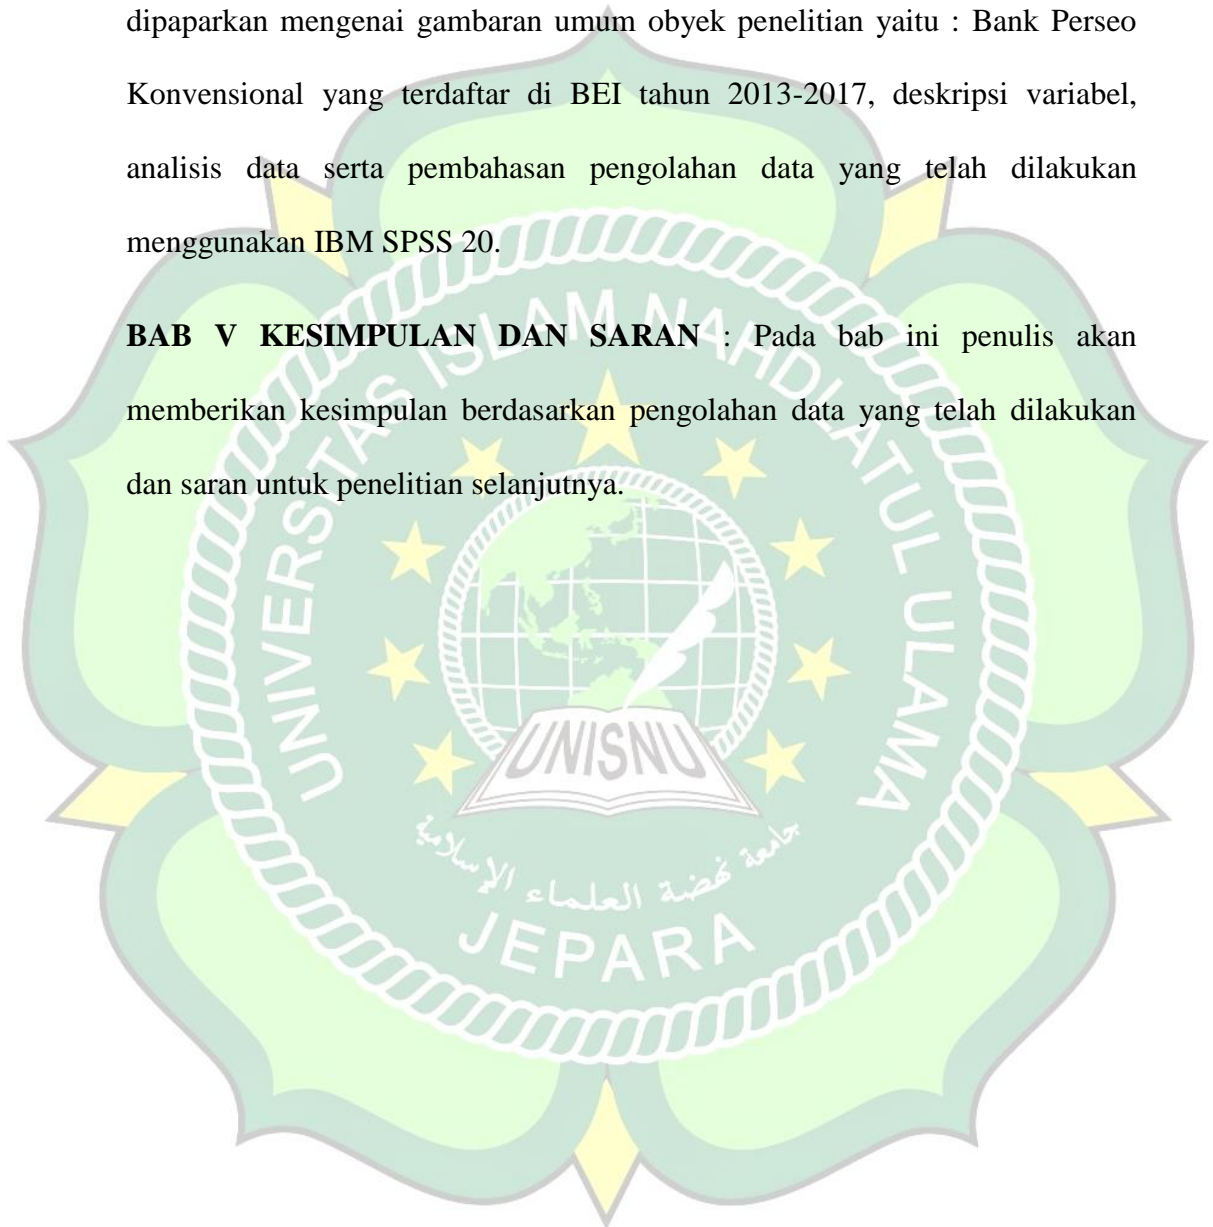 dipaparkan mengenai gambaran umum obyek penelitian yaitu : Bank Perseo
Konvensional yang terdaftar di BEI tahun 2013-2017, deskripsi variabel,
analisis data serta pembahasan pengolahan data yang telah dilakukan
menggunakan IBM SPSS 20.
BAB V KESIMPULAN DAN SARAN : Pada bab ini penulis akan
memberikan kesimpulan berdasarkan pengolahan data yang telah dilakukan
dan saran untuk penelitian selanjutnya.
UNIVERSITAS ISLAM NAHDLATUL ULAMA
UNISNU
جامعة نهضة العلماء الإسلامية
JEPARA